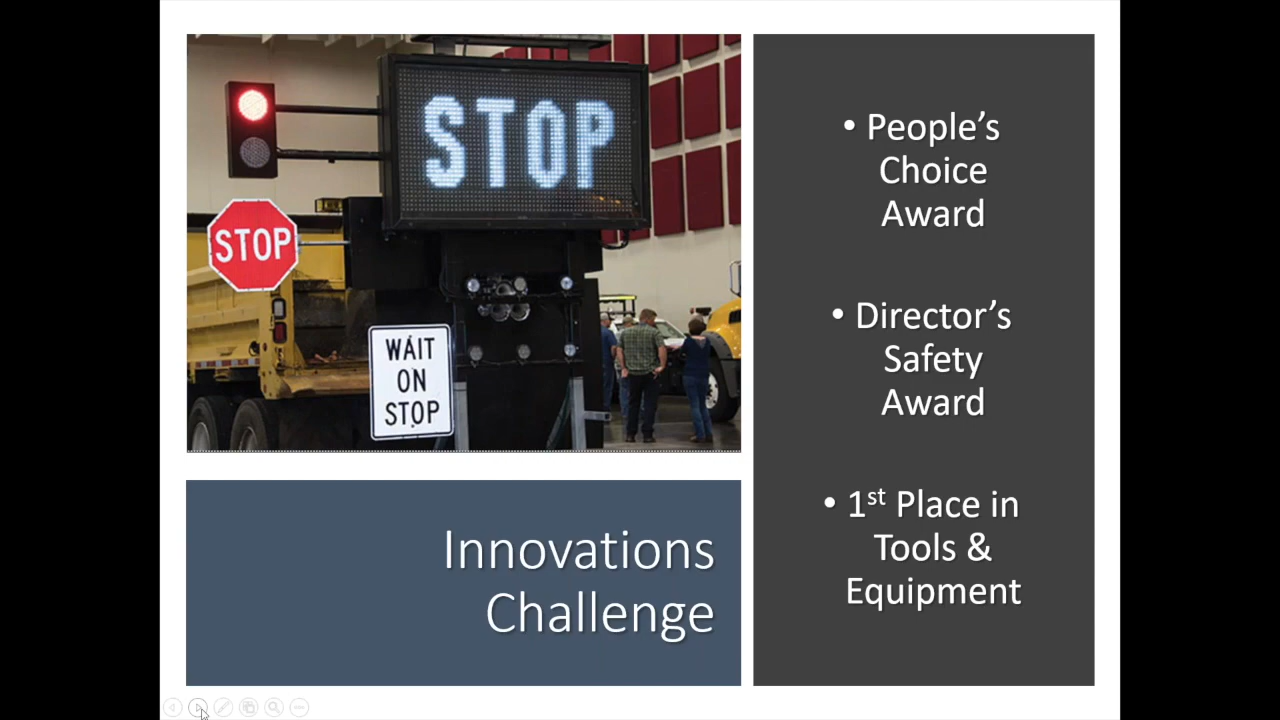 STOP
STOP
WAIT
ON
STOP
Innovations
Challenge
• People’s
Choice
Award
• Director’s
Safety
Award
• 1st Place in
Tools &
Equipment